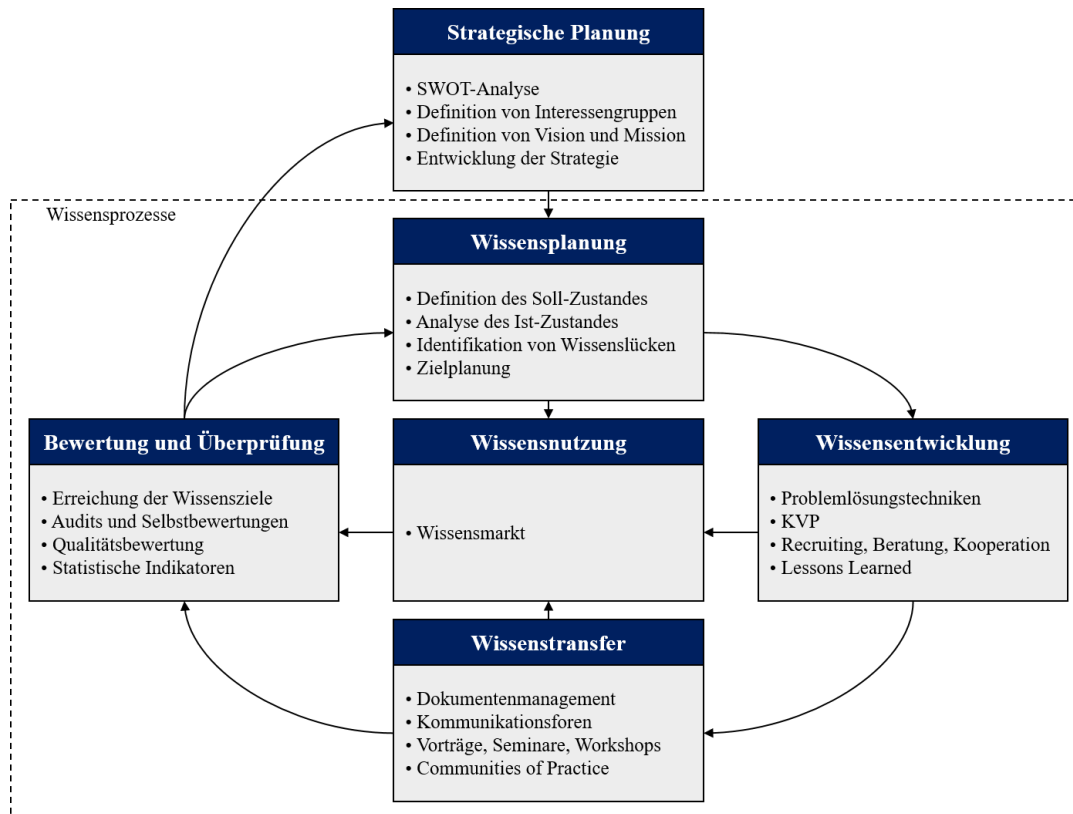 Strategische Planung
• SWOT-Analyse
• Definition von Interessengruppen
• Definition von Vision und Mission
• Entwicklung der Strategie
Wissensprozesse
Wissensplanung
• Definition des Soll-Zustandes
• Analyse des Ist-Zustandes
• Identifikation von Wissenslücken
• Zielplanung
Bewertung und Überprüfung
• Erreichung der Wissensziele
• Audits und Selbstbewertungen
• Qualitätsbewertung
• Statistische Indikatoren
Wissensnutzung
• Wissensmarkt
Wissensentwicklung
• Problemlösungstechniken
• KVP
• Recruiting, Beratung, Kooperation
• Lessons Learned
Wissenstransfer
• Dokumentenmanagement
• Kommunikationsforen
• Vorträge, Seminare, Workshops
• Communities of Practice